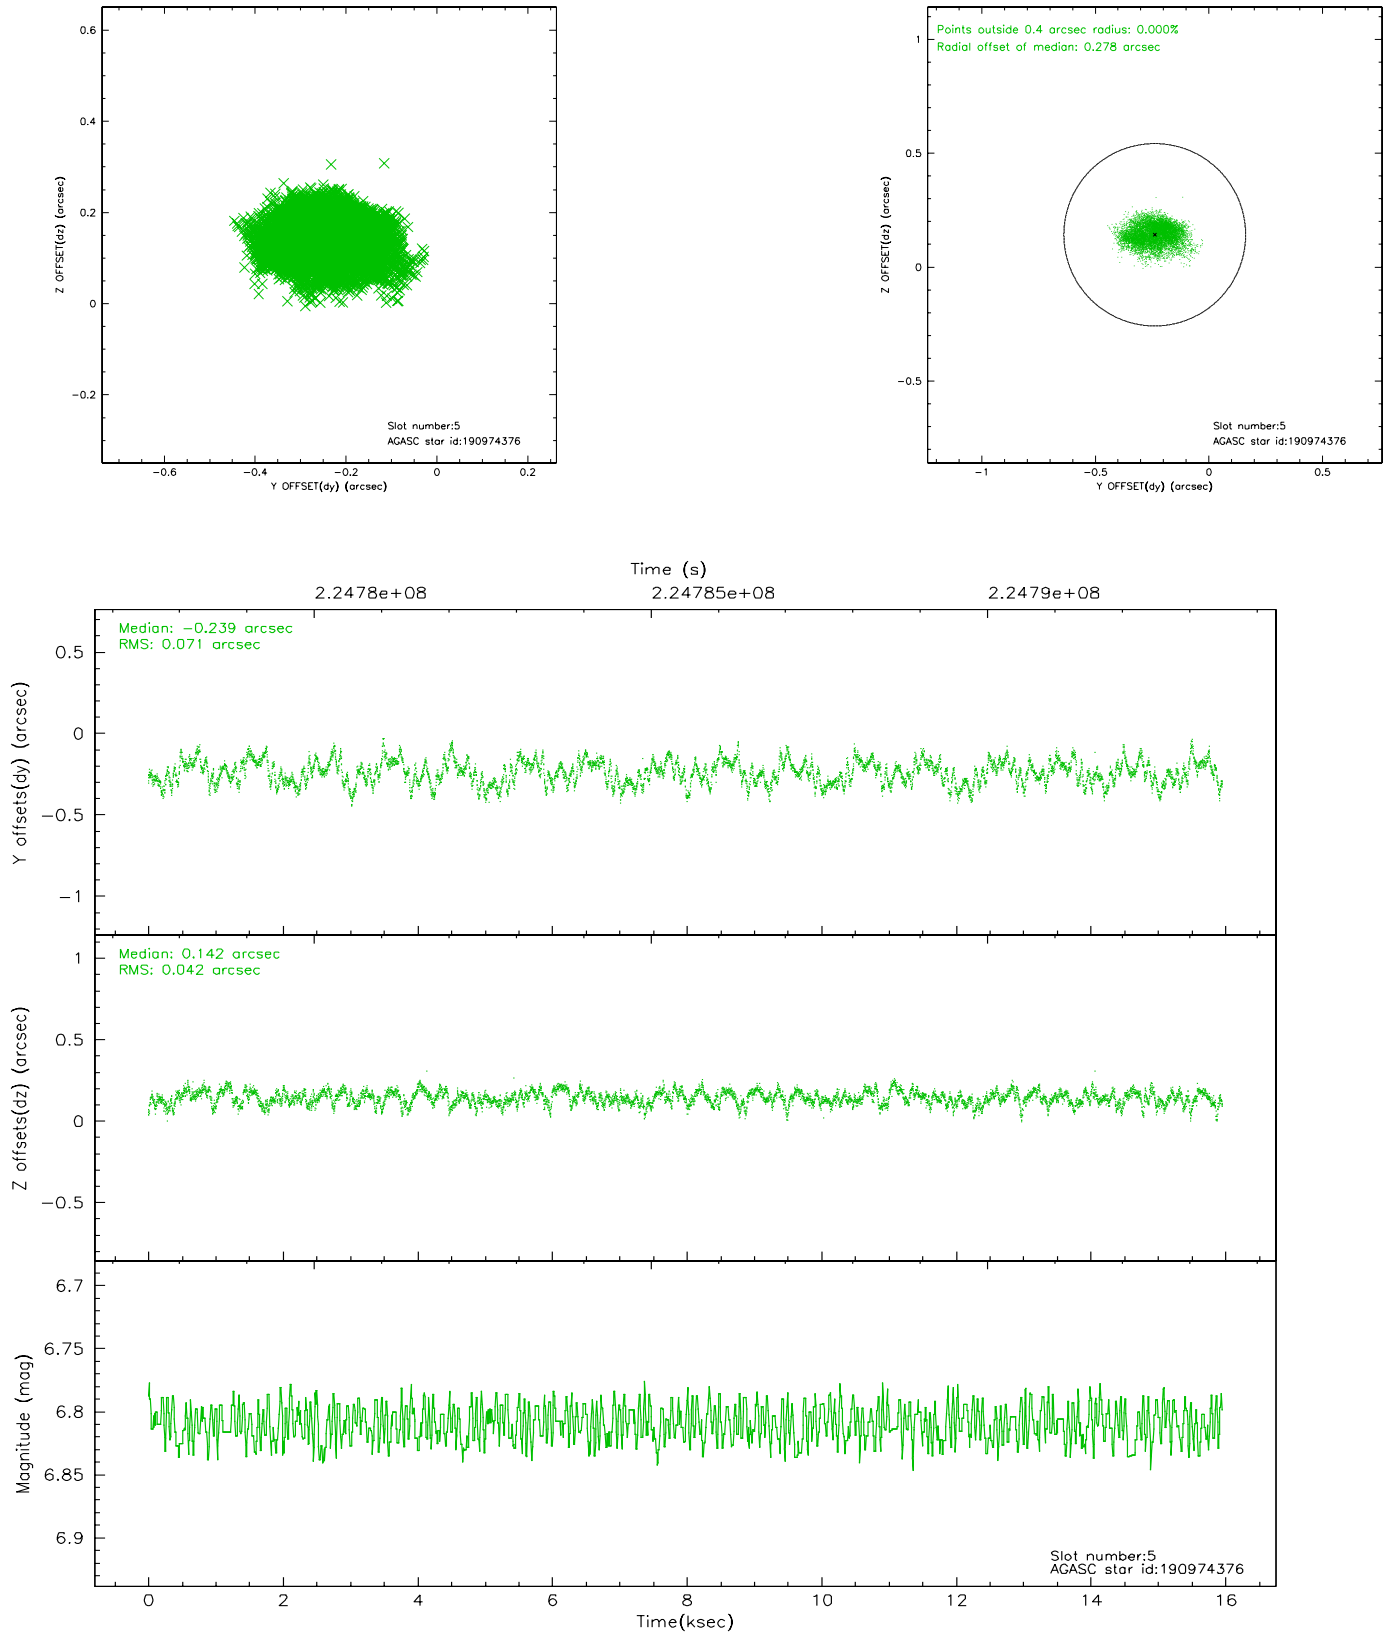 0.6
0.4
0.2
0
−0.2
Z OFFSET(dz) (arcsec)
Slot number:5
AGASC star id:190974376
−0.6 −0.4 −0.2 0 0.2
Y OFFSET(dy) (arcsec)
Points outside 0.4 arcsec radius: 0.000%
Radial offset of median: 0.278 arcsec
1
0.5
0
−0.5
Z OFFSET(dz) (arcsec)
Slot number:5
AGASC star id:190974376
−1 −0.5 0 0.5
Y OFFSET(dy) (arcsec)
Time (s)
2.2478e+08 2.24785e+08 2.2479e+08
Median: −0.239 arcsec
RMS: 0.071 arcsec
0.5
0
−0.5
−1
Y offsets(dy) (arcsec)
Median: 0.142 arcsec
RMS: 0.042 arcsec
1
0.5
0
−0.5
Z offsets(dz) (arcsec)
6.7
6.75
6.8
6.85
6.9
Magnitude (mag)
Slot number:5
AGASC star id:190974376
0 2 4 6 8 10 12 14 16
Time(ksec)